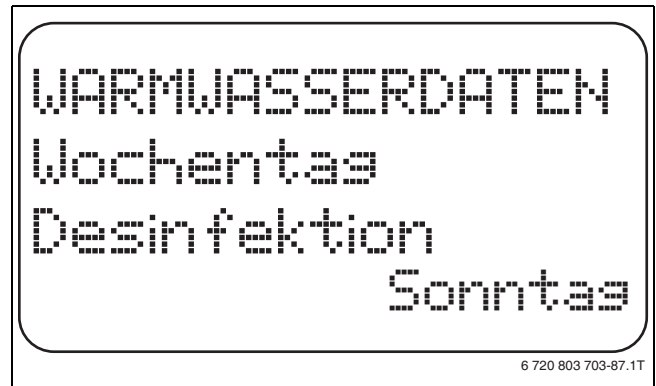 WARMWASSERDATEN
Wochentag
Desinfektion
Sonntag
6 720 803 703-87.1T